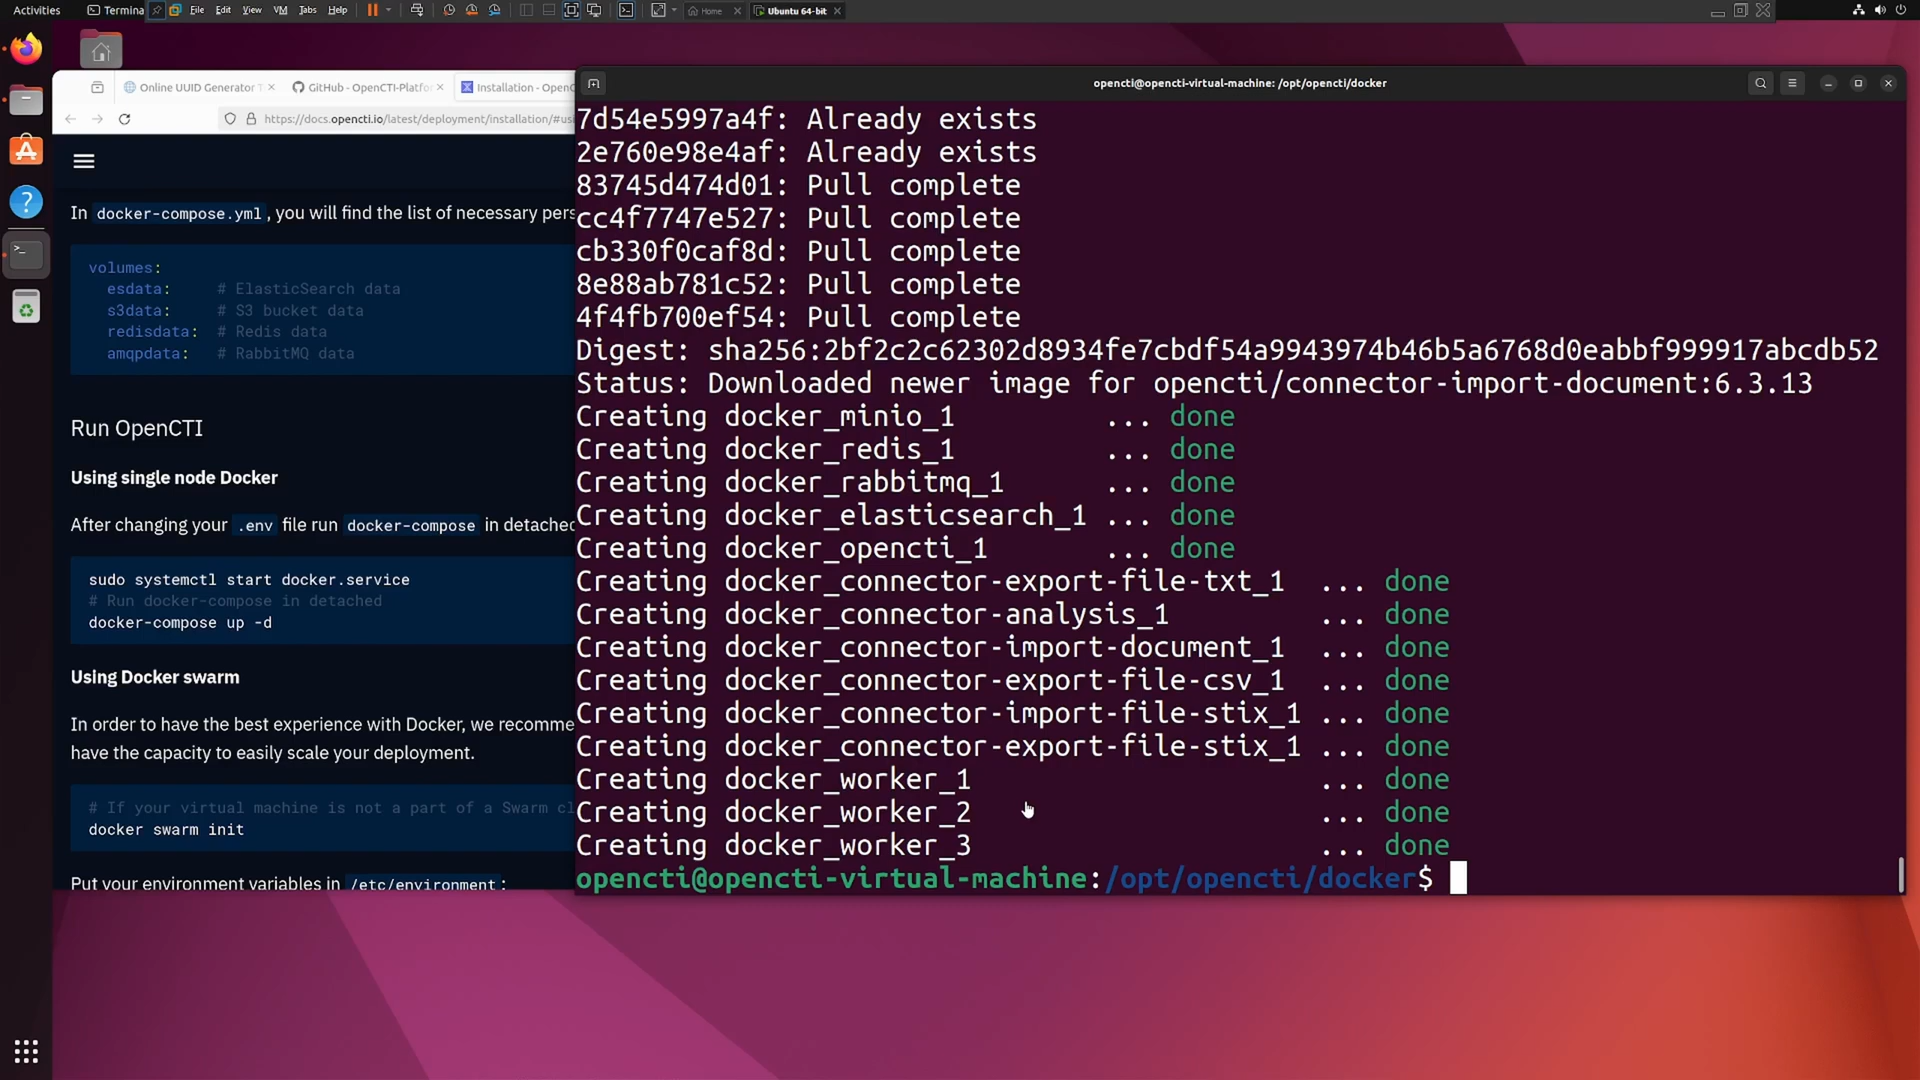 Activities
Termina
File
Edit
View
VM
Tabs
Help
Home
Ubuntu 64-bit
Online UUID Generator T
GitHub - OpenCTI-Platfo
Installation - OpenC
https://docs.opencti.io/latest/deployment/installation/#usi
In docker-compose.yml, you will find the list of necessary pers
volumes:
esdata: # ElasticSearch data
s3data: # S3 bucket data
redisdata: # Redis data
amqpdata: # RabbitMQ data
Run OpenCTI
Using single node Docker
After changing your .env file run docker-compose in detached
sudo systemctl start docker.service
# Run docker-compose in detached
docker-compose up -d
Using Docker swarm
In order to have the best experience with Docker, we recomme
have the capacity to easily scale your deployment.
# If your virtual machine is not a part of a Swarm cl
docker swarm init
Put your environment variables in /etc/environment:
opencti@opencti-virtual-machine: /opt/opencti/docker
7d54e5997a4f: Already exists
2e760e98e4af: Already exists
83745d474d01: Pull complete
cc4f7747e527: Pull complete
cb330f0caf8d: Pull complete
8e88ab781c52: Pull complete
4f4fb700ef54: Pull complete
Digest: sha256:2bf2c2c62302d8934fe7cbdf54a9943974b46b5a6768d0eabbf999917abcdb52
Status: Downloaded newer image for opencti/connector-import-document:6.3.13
Creating docker_minio_1 ... done
Creating docker_redis_1 ... done
Creating docker_rabbitmq_1 ... done
Creating docker_elasticsearch_1 ... done
Creating docker_opencti_1 ... done
Creating docker_connector-export-file-txt_1 ... done
Creating docker_connector-analysis_1 ... done
Creating docker_connector-import-document_1 ... done
Creating docker_connector-export-file-csv_1 ... done
Creating docker_connector-import-file-stix_1 ... done
Creating docker_connector-export-file-stix_1 ... done
Creating docker_worker_1 ... done
Creating docker_worker_2 ... done
Creating docker_worker_3 ... done
opencti@opencti-virtual-machine:/opt/opencti/docker$